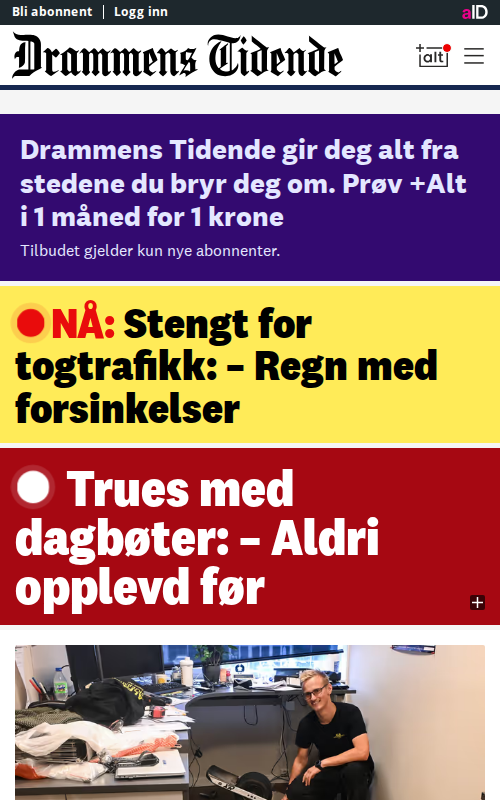 Bli abonnent
Logg inn
aID
Drammens Tidende
+alt
Drammens Tidende gir deg alt fra
stedene du bryr deg om. Prøv +Alt
i 1 måned for 1 krone
Tilbudet gjelder kun nye abonnenter.
NÅ: Stengt for
togtrafikk: – Regn med
forsinkelser
Trues med
dagbøter: – Aldri
opplevd før
+